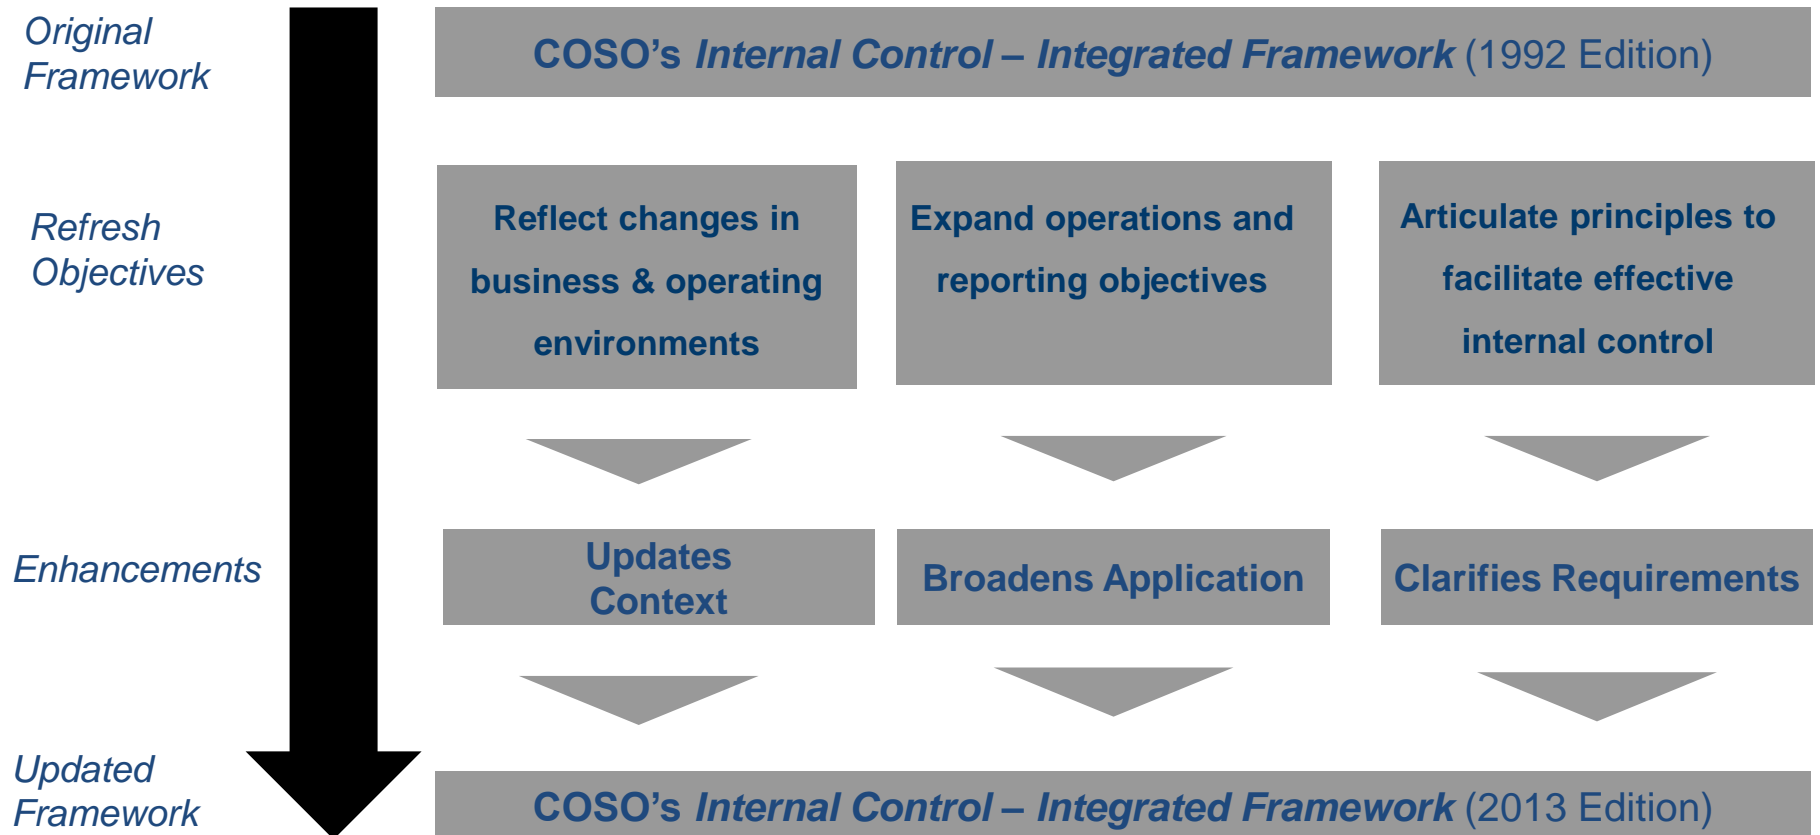 Original
Framework
COSO's Internal Control – Integrated Framework (1992 Edition)
Refresh
Objectives
Reflect changes in
business & operating
environments
Expand operations and
reporting objectives
Articulate principles to
facilitate effective
internal control
Enhancements
Updates
Context
Broadens Application
Clarifies Requirements
Updated
Framework
COSO's Internal Control – Integrated Framework (2013 Edition)